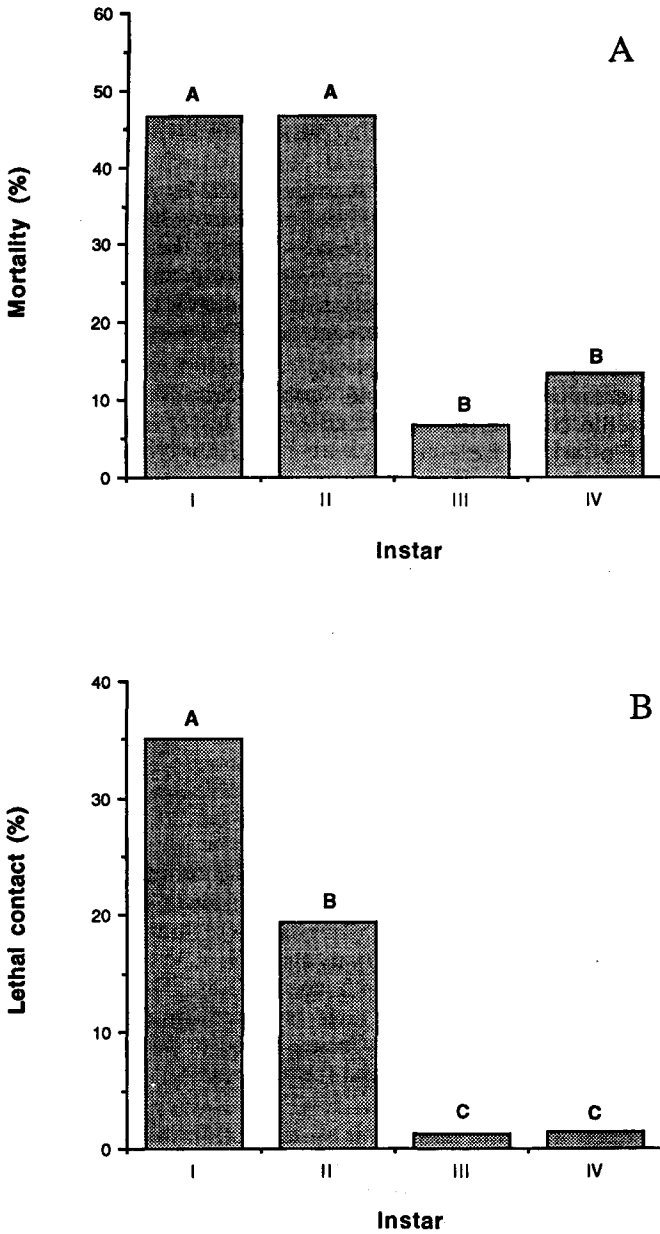 A
60
50
40
30
20
10
0
Mortality (%)
A
A
B
B
I
II
III
IV
Instar
B
40
30
20
10
0
Lethal contact (%)
A
B
C
C
I
II
III
IV
Instar